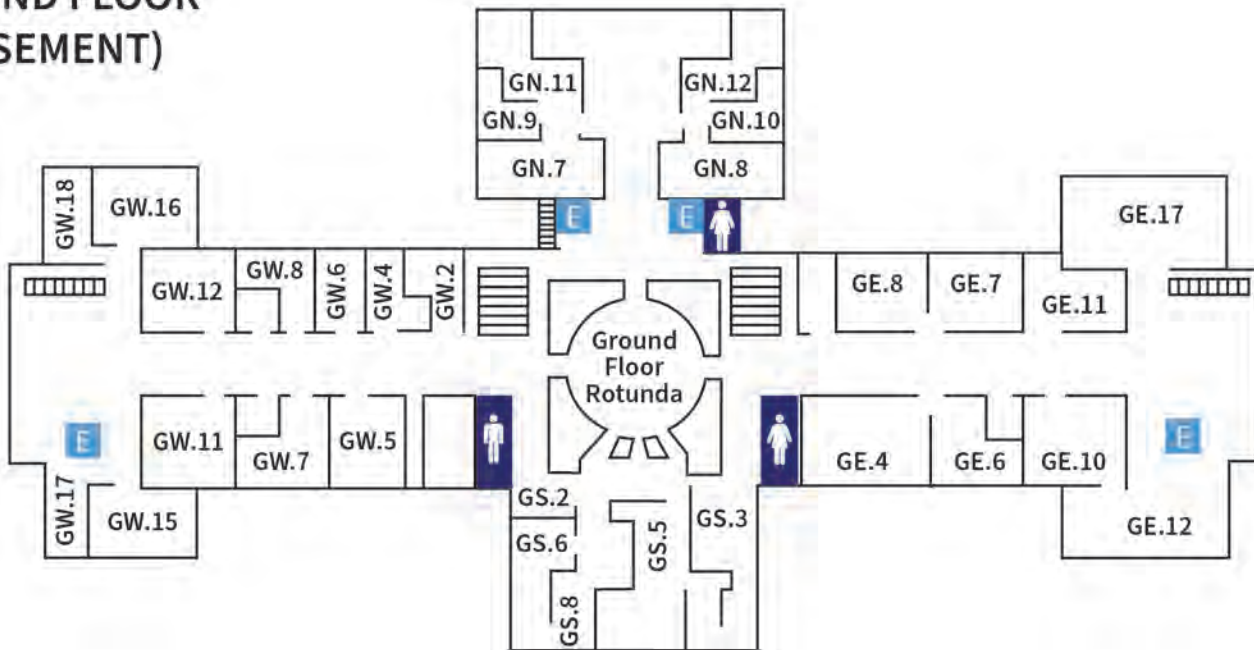 ND FLOOR
SEMENT)
GN.11
GN.12
GN.9
GN.10
GN.7
GN.8
E
E
GW.18
GW.16
GE.17
GW.12
GW.8
GW.6
GW.4
GW.2
GE.8
GE.7
GE.11
Ground
Floor
Rotunda
E
GW.11
GW.7
GW.5
GE.4
GE.6
GE.10
E
GW.17
GW.15
GS.2
GS.6
GS.8
GS.5
GS.3
GE.12